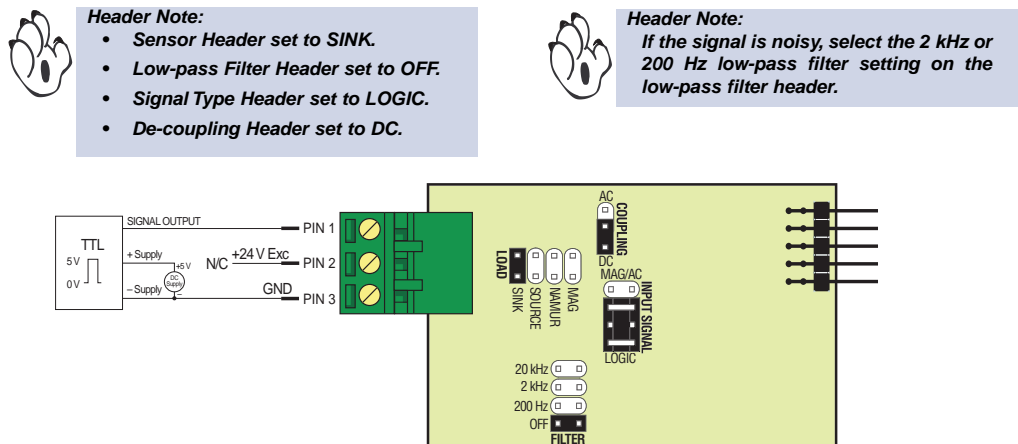 Header Note:
• Sensor Header set to SINK.
• Low-pass Filter Header set to OFF.
• Signal Type Header set to LOGIC.
• De-coupling Header set to DC.
Header Note:
If the signal is noisy, select the 2 kHz or
200 Hz low-pass filter setting on the
low-pass filter header.
TTL
5 V
0 V
SIGNAL OUTPUT
+ Supply
– Supply
+5 V
DC
Supply
–
N/C
+24 V Exc
GND
PIN 1
PIN 2
PIN 3
AC
COUPLING
DC
LOAD
SINK
SOURCE
NAMUR
MAG
MAG/AC
INPUT SIGNAL
LOGIC
20 kHz
2 kHz
200 Hz
OFF
FILTER